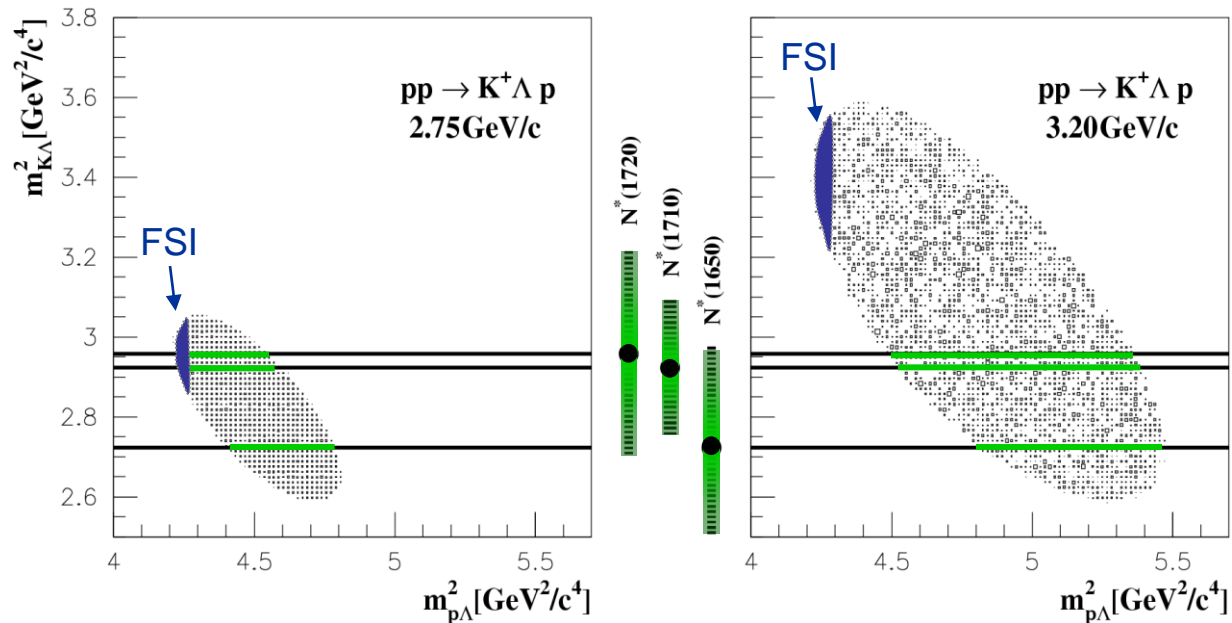 m²KΛ[GeV²/c⁴]
3.8
3.6
3.4
3.2
3
2.8
2.6
FSI
pp → K⁺Λ p
2.75GeV/c
4
4.5
5
5.5
m²pΛ[GeV²/c⁴]
N*(1720)
N*(1710)
N*(1650)
FSI
pp → K⁺Λ p
3.20GeV/c
4
4.5
5
5.5
m²pΛ[GeV²/c⁴]